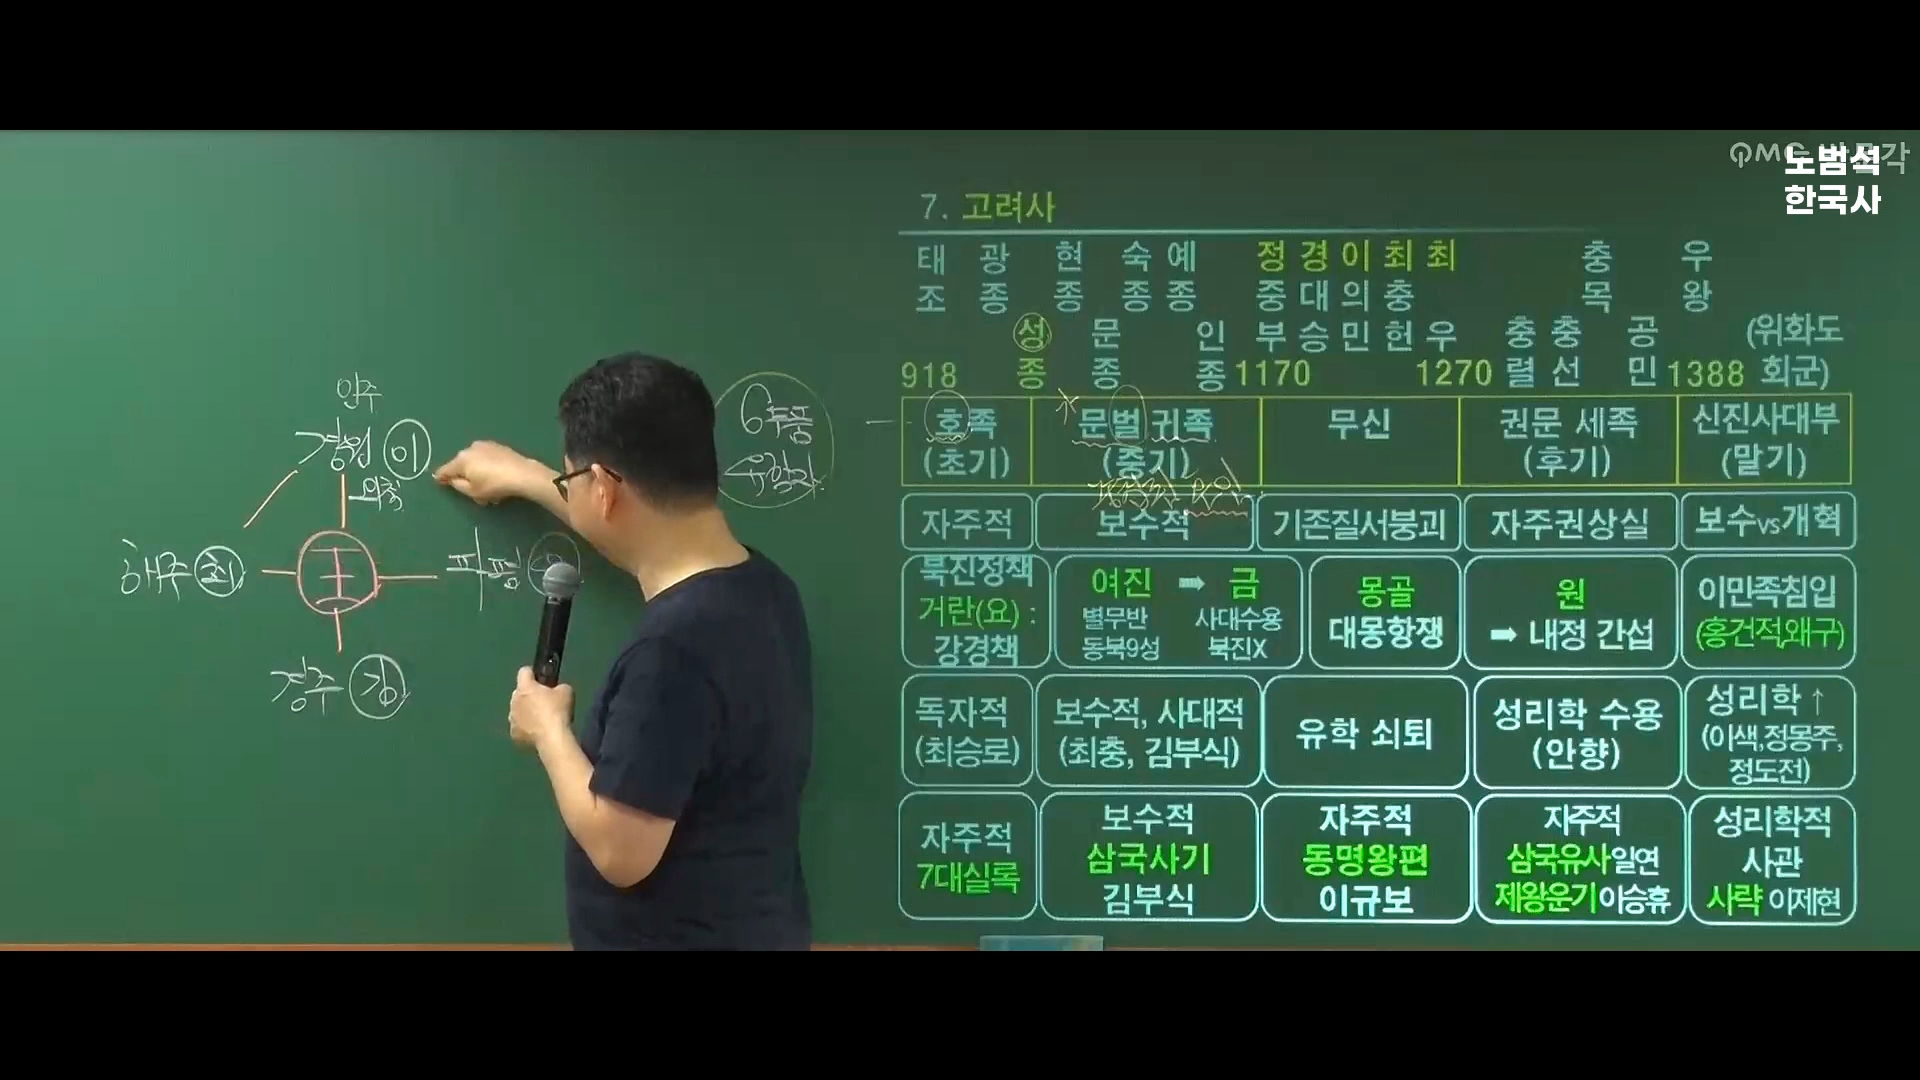 노범석
한국사
7. 고려사
태 광 현 숙 예 정 경 이 최 최 충 우
조 종 종 종 종 중 대 의 충 목 왕
성 문 인 부 승 민 헌 우 충 충 공 (위화도
918 종 종 종 1170 1270 렬 선 민 1388 회군)
호족
(초기)
문벌 귀족
(중기)
무신
권문 세족
(후기)
신진사대부
(말기)
자주적
보수적
기존질서붕괴
자주권상실
보수vs개혁
북진정책
거란(요) :
강경책
여진 ➡ 금
별무반 사대수용
동북9성 북진X
몽골
대몽항쟁
원
➡ 내정 간섭
이민족침입
(홍건적,왜구)
독자적
(최승로)
보수적, 사대적
(최충, 김부식)
유학 쇠퇴
성리학 수용
(안향)
성리학 ↑
(이색,정몽주,
정도전)
자주적
7대실록
보수적
삼국사기
김부식
자주적
동명왕편
이규보
자주적
삼국유사 일연
제왕운기 이승휴
성리학적
사관
사략 이제현
6두품
인주
경원 이
외척
해주 최
王
파평
경주 김